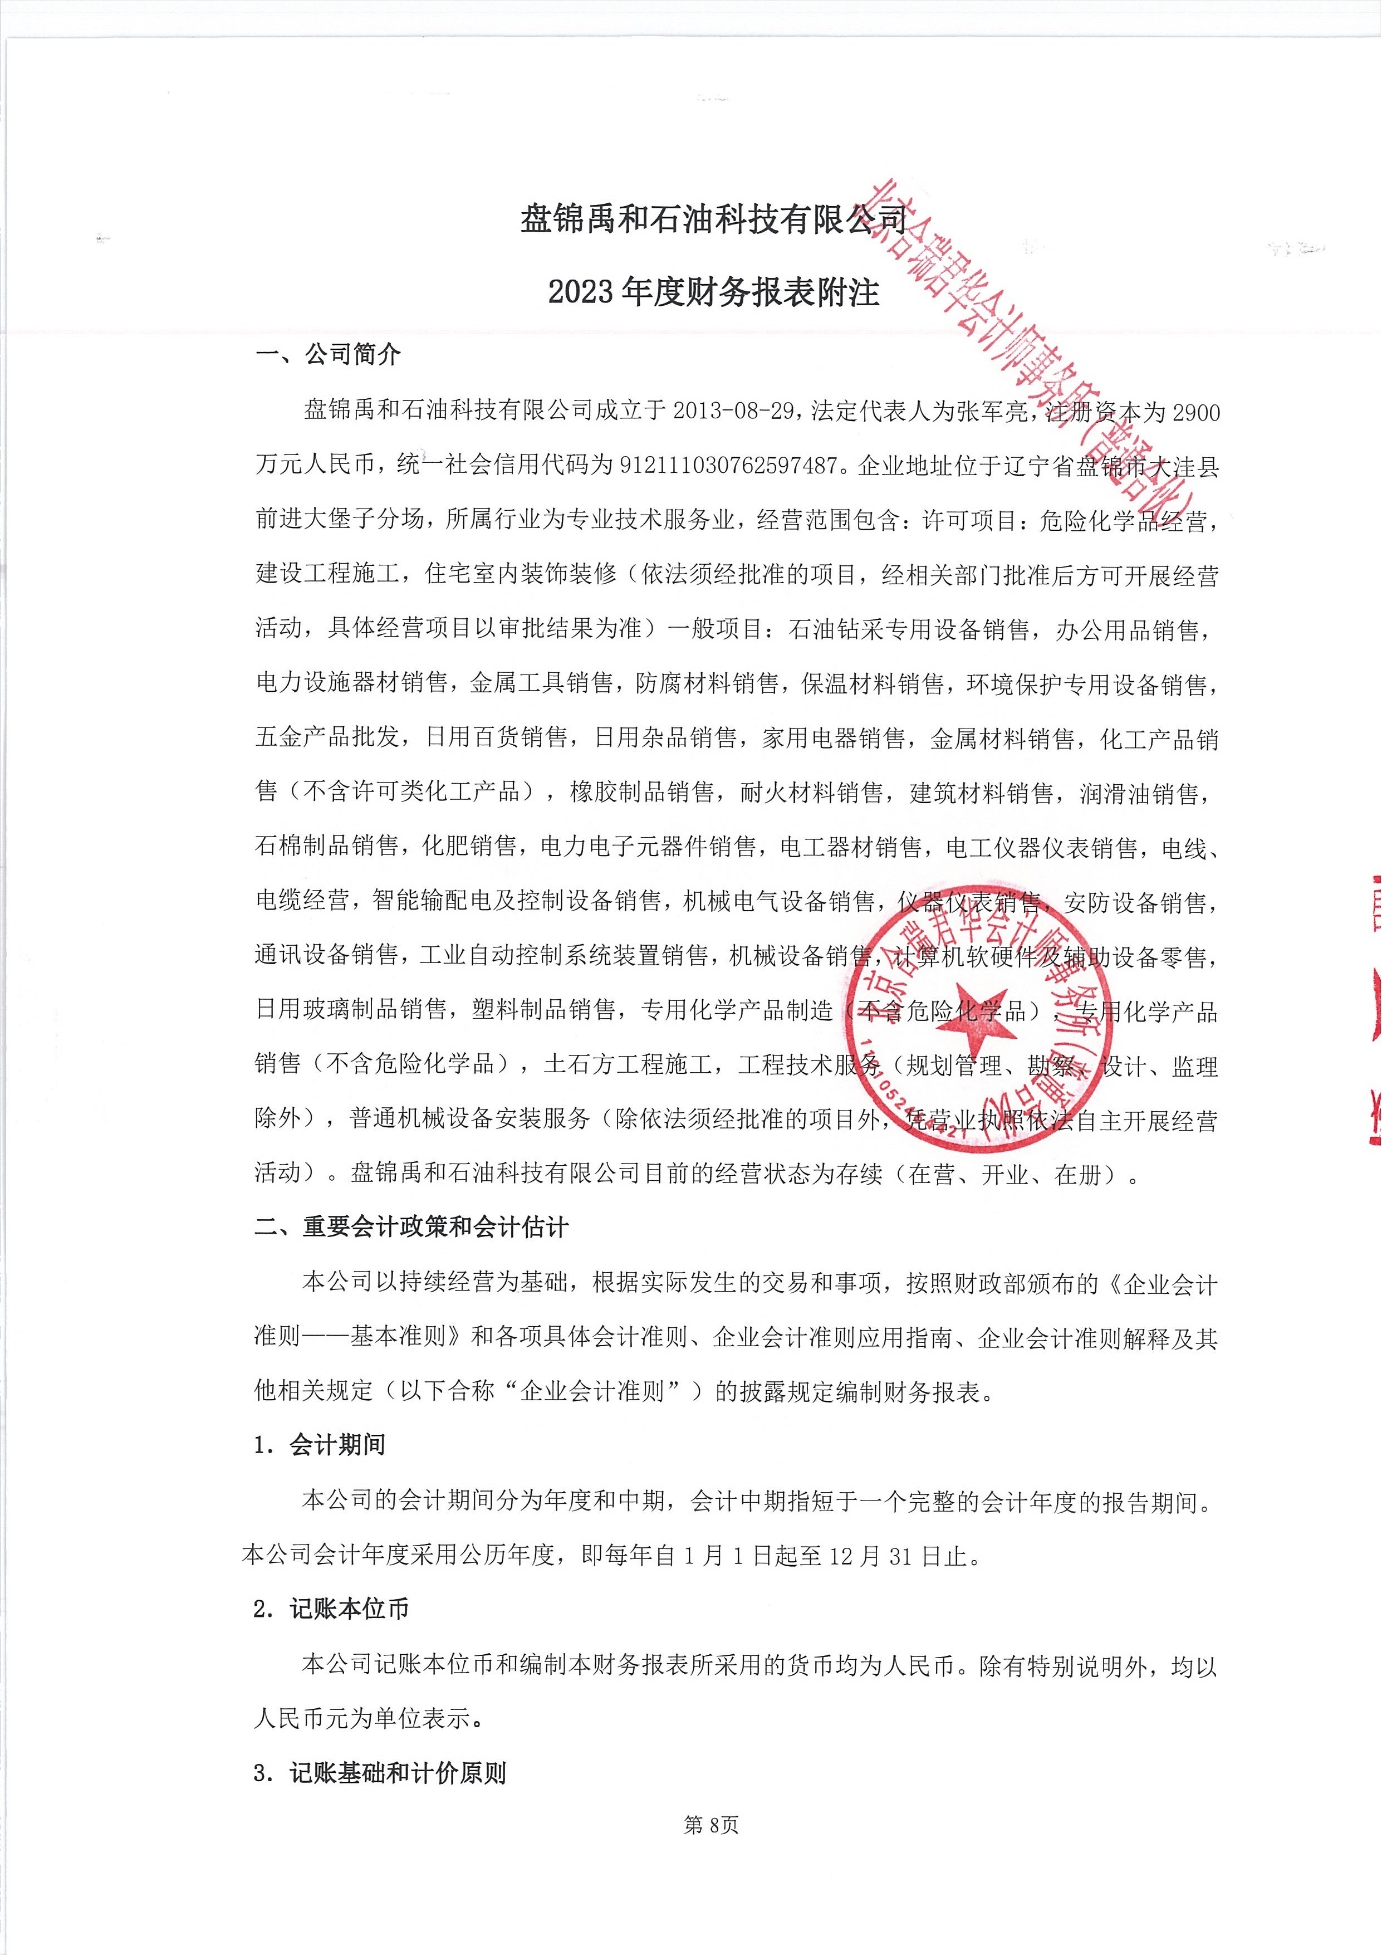 盘锦禹和石油科技有限公司
2023 年度财务报表附注
一、公司简介
盘锦禹和石油科技有限公司成立于 2013-08-29，法定代表人为张军亮，注册资本为 2900
万元人民币，统一社会信用代码为 912111030762597487。企业地址位于辽宁省盘锦市大洼县
前进大堡子分场，所属行业为专业技术服务业，经营范围包含：许可项目：危险化学品经营，
建设工程施工，住宅室内装饰装修（依法须经批准的项目，经相关部门批准后方可开展经营
活动，具体经营项目以审批结果为准）一般项目：石油钻采专用设备销售，办公用品销售，
电力设施器材销售，金属工具销售，防腐材料销售，保温材料销售，环境保护专用设备销售，
五金产品批发，日用百货销售，日用杂品销售，家用电器销售，金属材料销售，化工产品销
售（不含许可类化工产品），橡胶制品销售，耐火材料销售，建筑材料销售，润滑油销售，
石棉制品销售，化肥销售，电力电子元器件销售，电工器材销售，电工仪器仪表销售，电线、
电缆经营，智能输配电及控制设备销售，机械电气设备销售，仪器仪表销售，安防设备销售，
通讯设备销售，工业自动控制系统装置销售，机械设备销售，计算机软硬件及辅助设备零售，
日用玻璃制品销售，塑料制品销售，专用化学产品制造（不含危险化学品），专用化学产品
销售（不含危险化学品），土石方工程施工，工程技术服务（规划管理、勘察、设计、监理
除外），普通机械设备安装服务（除依法须经批准的项目外，凭营业执照依法自主开展经营
活动）。盘锦禹和石油科技有限公司目前的经营状态为存续（在营、开业、在册）。
二、重要会计政策和会计估计
本公司以持续经营为基础，根据实际发生的交易和事项，按照财政部颁布的《企业会计
准则——基本准则》和各项具体会计准则、企业会计准则应用指南、企业会计准则解释及其
他相关规定（以下合称“企业会计准则”）的披露规定编制财务报表。
1．会计期间
本公司的会计期间分为年度和中期，会计中期指短于一个完整的会计年度的报告期间。
本公司会计年度采用公历年度，即每年自 1 月 1 日起至 12 月 31 日止。
2．记账本位币
本公司记账本位币和编制本财务报表所采用的货币均为人民币。除有特别说明外，均以
人民币元为单位表示。
3．记账基础和计价原则
第 8页
北京合瑞君华会计师事务所（普通合伙）
北京合瑞君华会计师事务所（普通合伙）